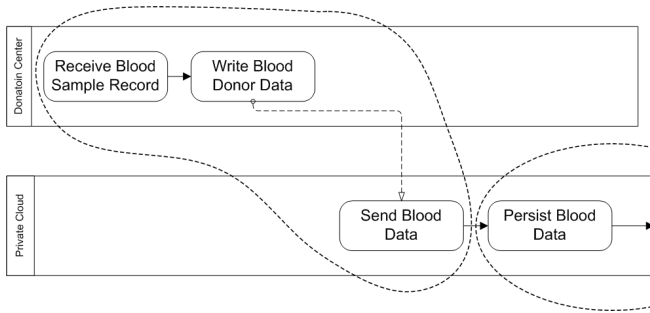 Donatoin Center
Receive Blood
Sample Record
Write Blood
Donor Data
Private Cloud
Send Blood
Data
Persist Blood
Data